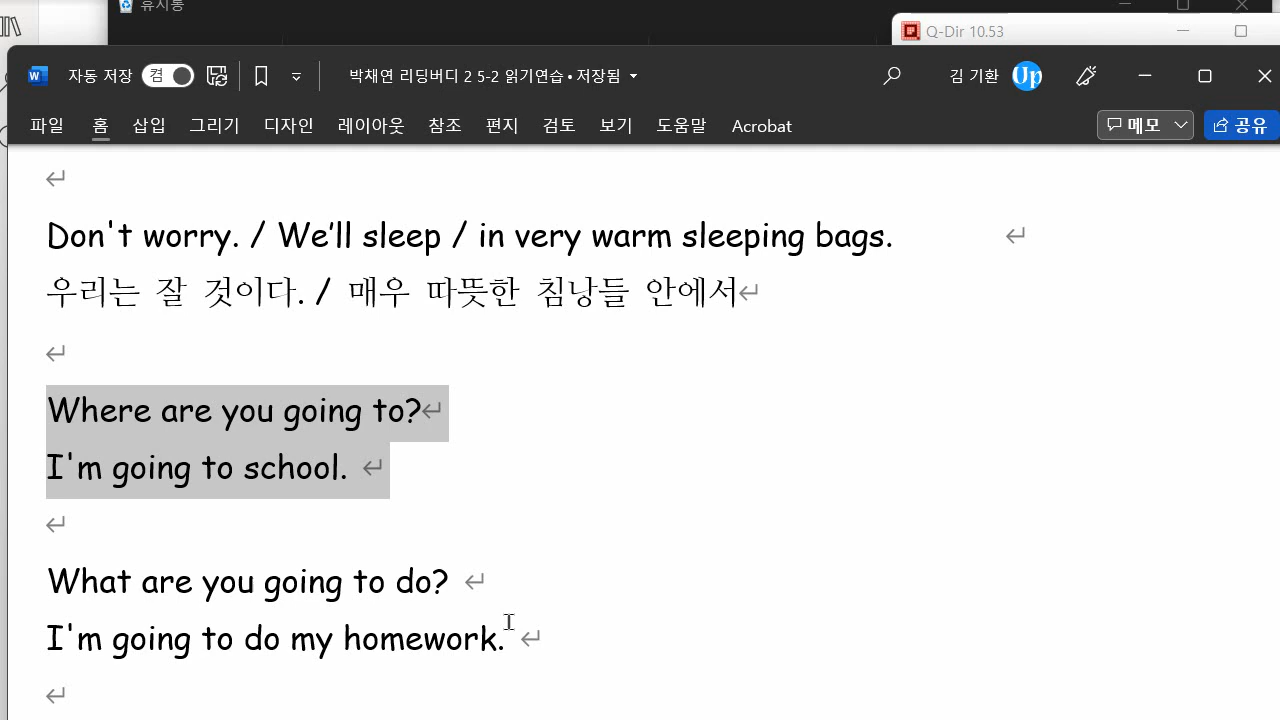 휴지통
Q-Dir 10.53
자동 저장 켬 박채연 리딩버디 2 5-2 읽기연습 • 저장됨 김 기환 Up
파일 홈 삽입 그리기 디자인 레이아웃 참조 편지 검토 보기 도움말 Acrobat 메모 공유
Don't worry. / We’ll sleep / in very warm sleeping bags.
우리는 잘 것이다. / 매우 따뜻한 침낭들 안에서
Where are you going to?
I'm going to school.
What are you going to do?
I'm going to do my homework.